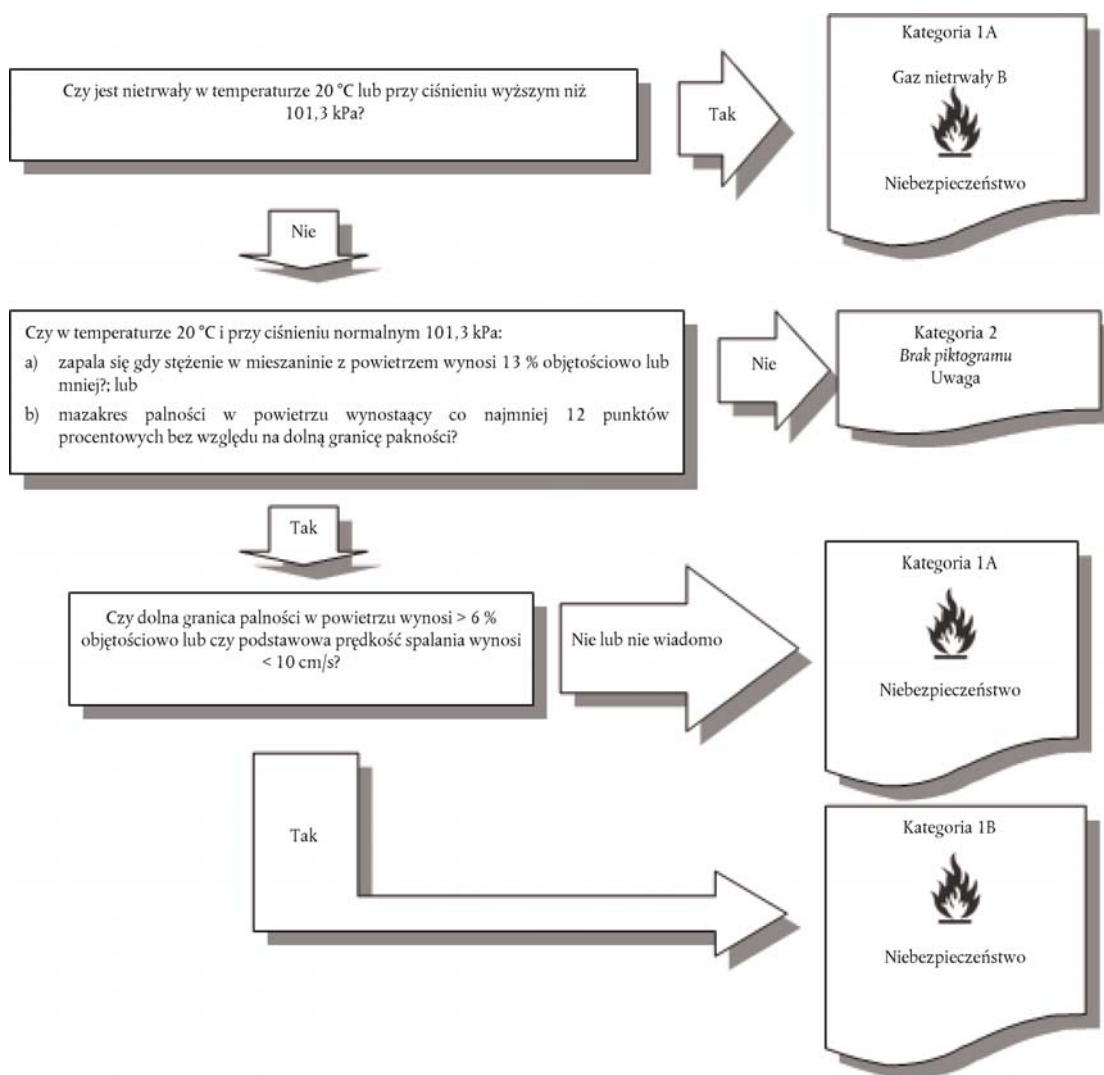 Kategoria 1A
Gaz nietrwały B
Niebezpieczeństwo
Czy jest nietrwały w temperaturze 20 °C lub przy ciśnieniu wyższym niż
101,3 kPa?
Tak
Nie
Czy w temperaturze 20 °C i przy ciśnieniu normalnym 101,3 kPa:
a) zapala się gdy stężenie w mieszaninie z powietrzem wynosi 13 % objętościowo lub
mniej?; lub
b) mazakres palności w powietrzu wynostaący co najmniej 12 punktów
procentowych bez względu na dolną granicę pakności?
Nie
Kategoria 2
Brak piktogramu
Uwaga
Tak
Czy dolna granica palności w powietrzu wynosi > 6 %
objętościowo lub czy podstawowa prędkość spalania wynosi
< 10 cm/s?
Nie lub nie wiadomo
Kategoria 1A
Niebezpieczeństwo
Tak
Kategoria 1B
Niebezpieczeństwo